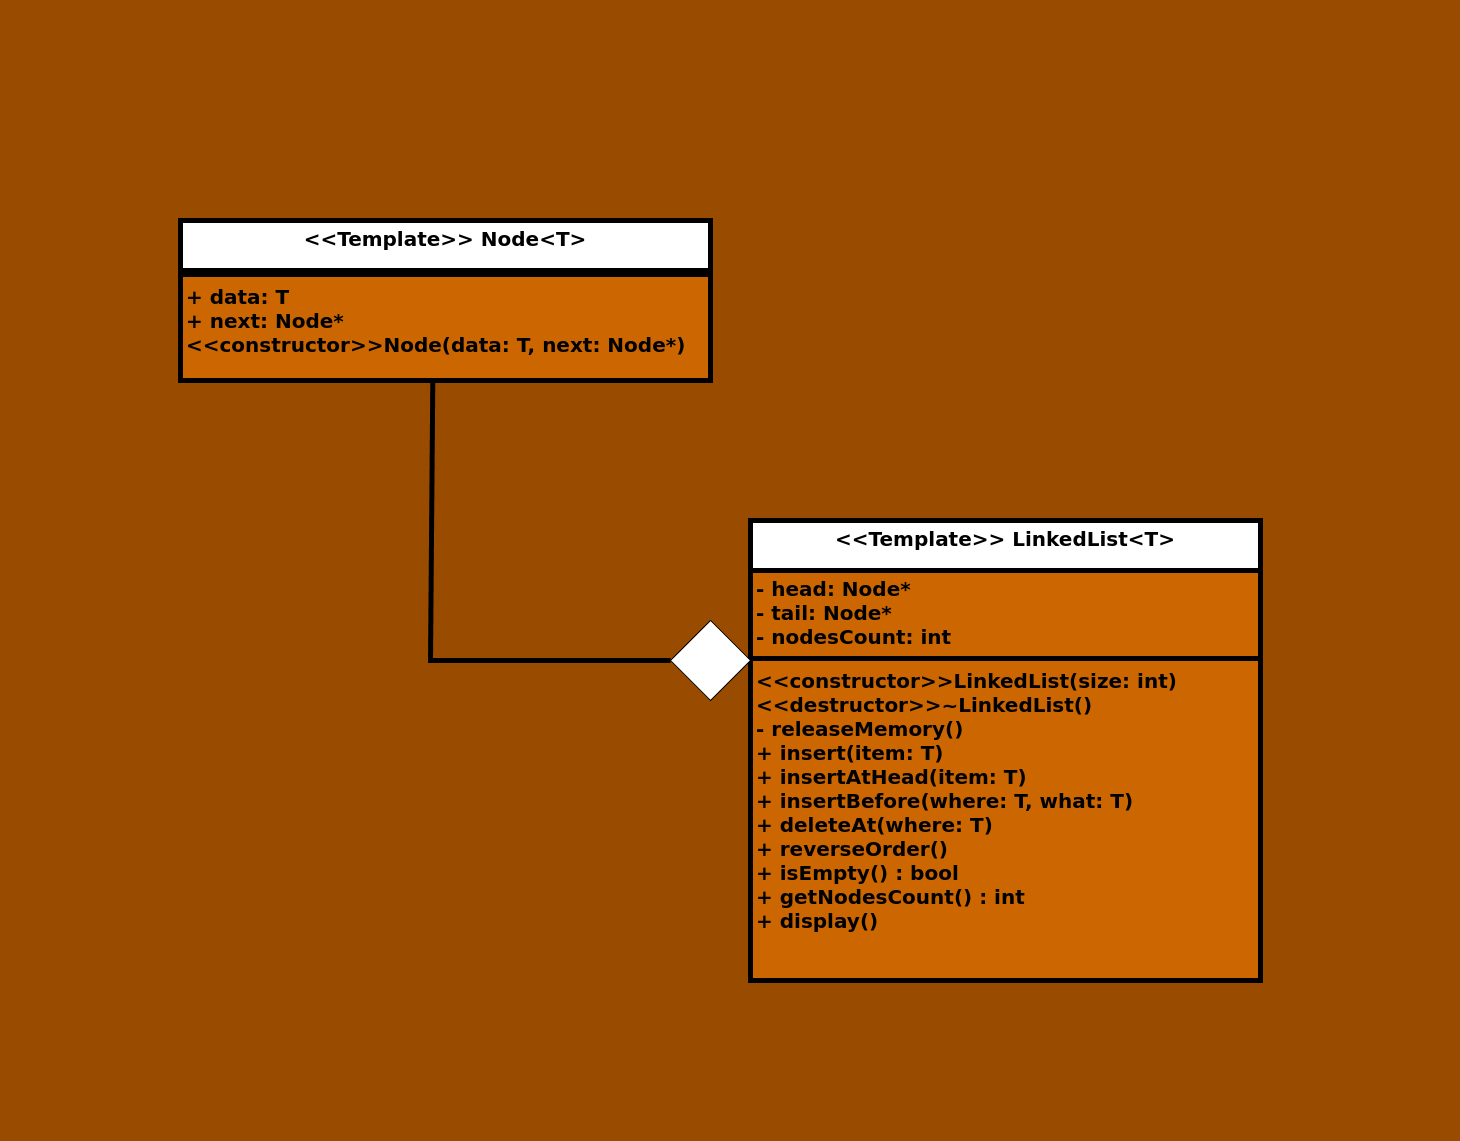 <<Template>> Node<T>
+ data: T
+ next: Node*
<<constructor>>Node(data: T, next: Node*)
<<Template>> LinkedList<T>
- head: Node*
- tail: Node*
- nodesCount: int
<<constructor>>LinkedList(size: int)
<<destructor>>~LinkedList()
- releaseMemory()
+ insert(item: T)
+ insertAtHead(item: T)
+ insertBefore(where: T, what: T)
+ deleteAt(where: T)
+ reverseOrder()
+ isEmpty() : bool
+ getNodesCount() : int
+ display()